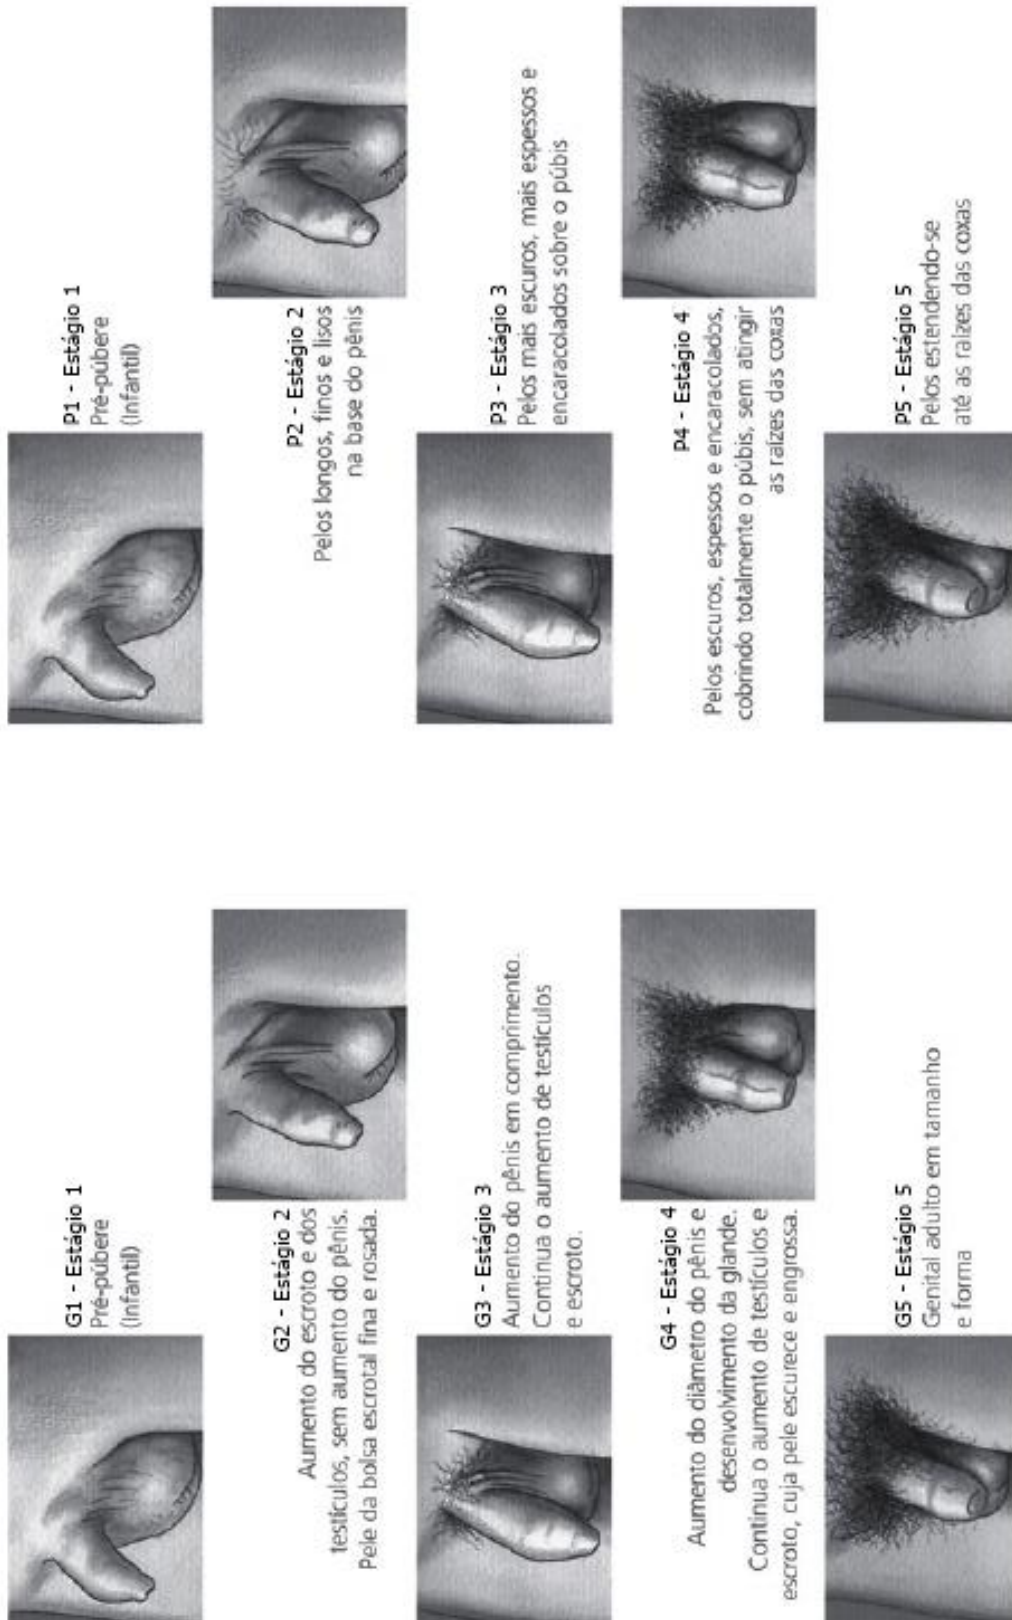 G1 - Estágio 1
Pré-púbere
(Infantil)
G2 - Estágio 2
Aumento do escroto e dos
testículos, sem aumento do pênis.
Pele da bolsa escrotal fina e rosada.
G3 - Estágio 3
Aumento do pênis em comprimento.
Continua o aumento de testículos
e escroto.
G4 - Estágio 4
Aumento do diâmetro do pênis e
desenvolvimento da glande.
Continua o aumento de testículos e
escroto, cuja pele escurece e engrossa.
G5 - Estágio 5
Genital adulto em tamanho
e forma
P1 - Estágio 1
Pré-púbere
(Infantil)
P2 - Estágio 2
Pelos longos, finos e lisos
na base do pênis
P3 - Estágio 3
Pelos mais escuros, mais espessos e
encaracolados sobre o púbis
P4 - Estágio 4
Pelos escuros, espessos e encaracolados,
cobrindo totalmente o púbis, sem atingir
as raízes das coxas
P5 - Estágio 5
Pelos estendendo-se
até as raízes das coxas